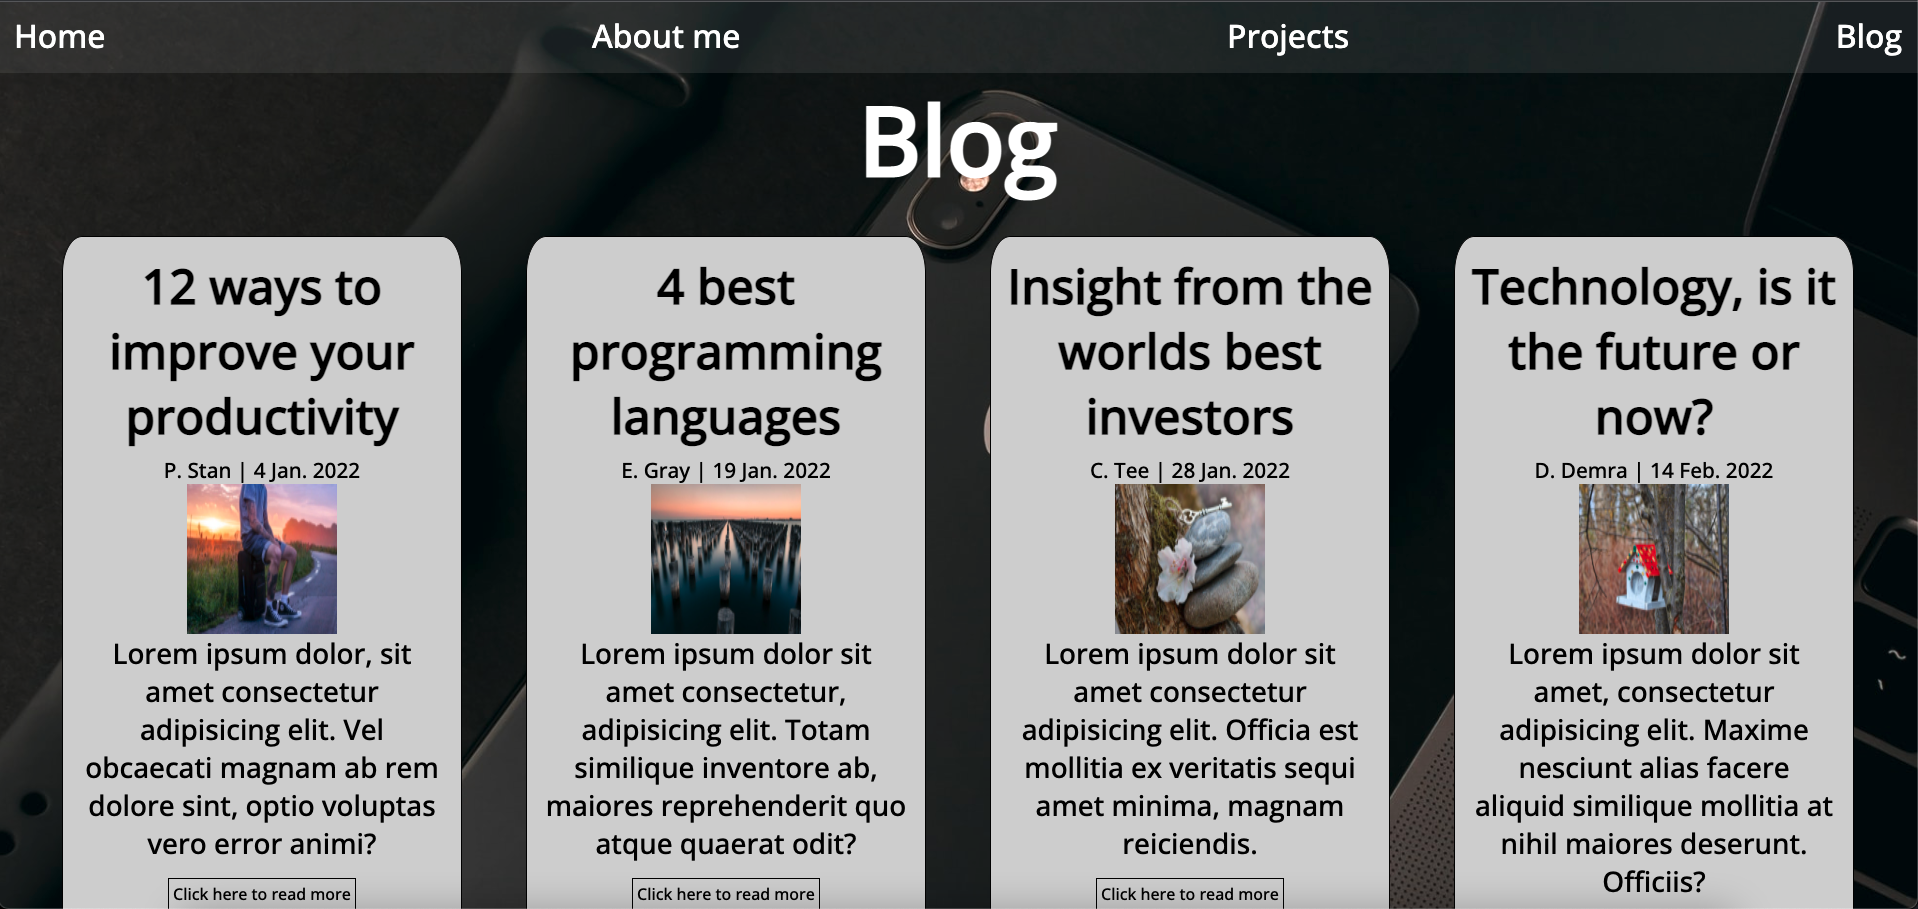 Home
About me
Projects
Blog
Blog
12 ways to
improve your
productivity
P. Stan | 4 Jan. 2022
Lorem ipsum dolor, sit
amet consectetur
adipisicing elit. Vel
obcaecati magnam ab rem
dolore sint, optio voluptas
vero error animi?
Click here to read more
4 best
programming
languages
E. Gray | 19 Jan. 2022
Lorem ipsum dolor sit
amet consectetur,
adipisicing elit. Totam
similique inventore ab,
maiores reprehenderit quo
atque quaerat odit?
Click here to read more
Insight from the
worlds best
investors
C. Tee | 28 Jan. 2022
Lorem ipsum dolor sit
amet consectetur
adipisicing elit. Officia est
mollitia ex veritatis sequi
amet minima, magnam
reiciendis.
Click here to read more
Technology, is it
the future or
now?
D. Demra | 14 Feb. 2022
Lorem ipsum dolor sit
amet, consectetur
adipisicing elit. Maxime
nesciunt alias facere
aliquid similique mollitia at
nihil maiores deserunt.
Officiis?